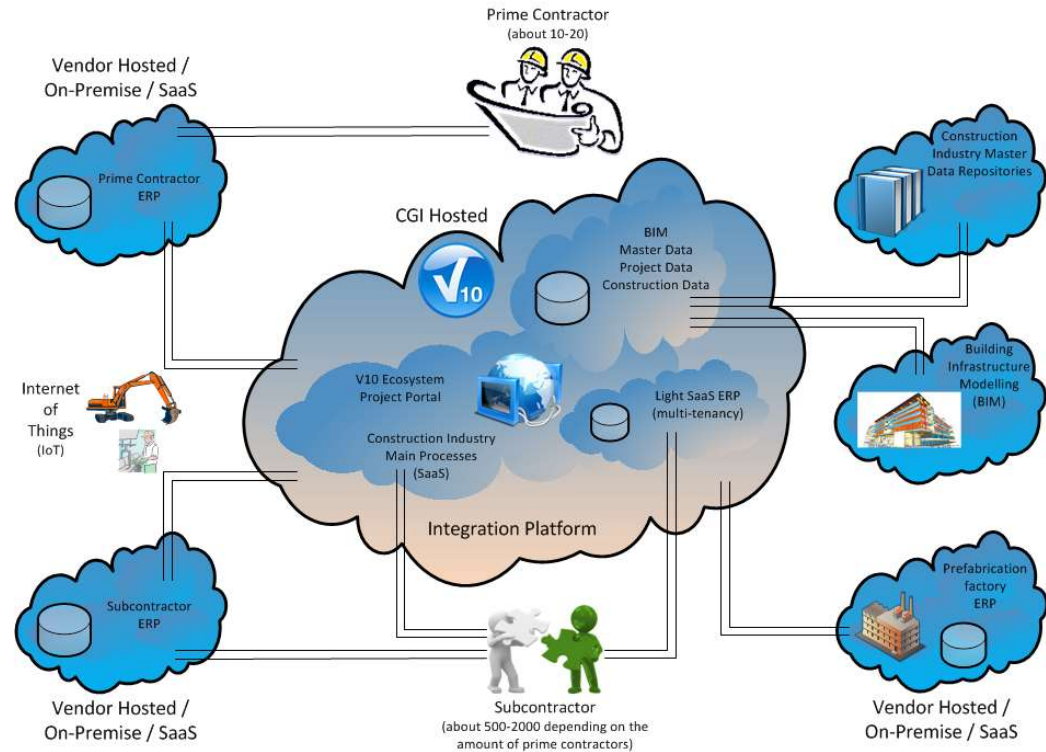 Prime Contractor
(about 10-20)
Vendor Hosted /
On-Premise / SaaS
Prime Contractor
ERP
Construction
Industry Master
Data Repositories
CGI Hosted
V10
BIM
Master Data
Project Data
Construction Data
Building
Infrastructure
Modelling
(BIM)
Internet
of
Things
(IoT)
V10 Ecosystem
Project Portal
Light SaaS ERP
(multi-tenancy)
Construction Industry
Main Processes
(SaaS)
Integration Platform
Subcontractor
ERP
Prefabrication
factory
ERP
Vendor Hosted /
On-Premise / SaaS
Subcontractor
(about 500-2000 depending on the
amount of prime contractors)
Vendor Hosted /
On-Premise / SaaS